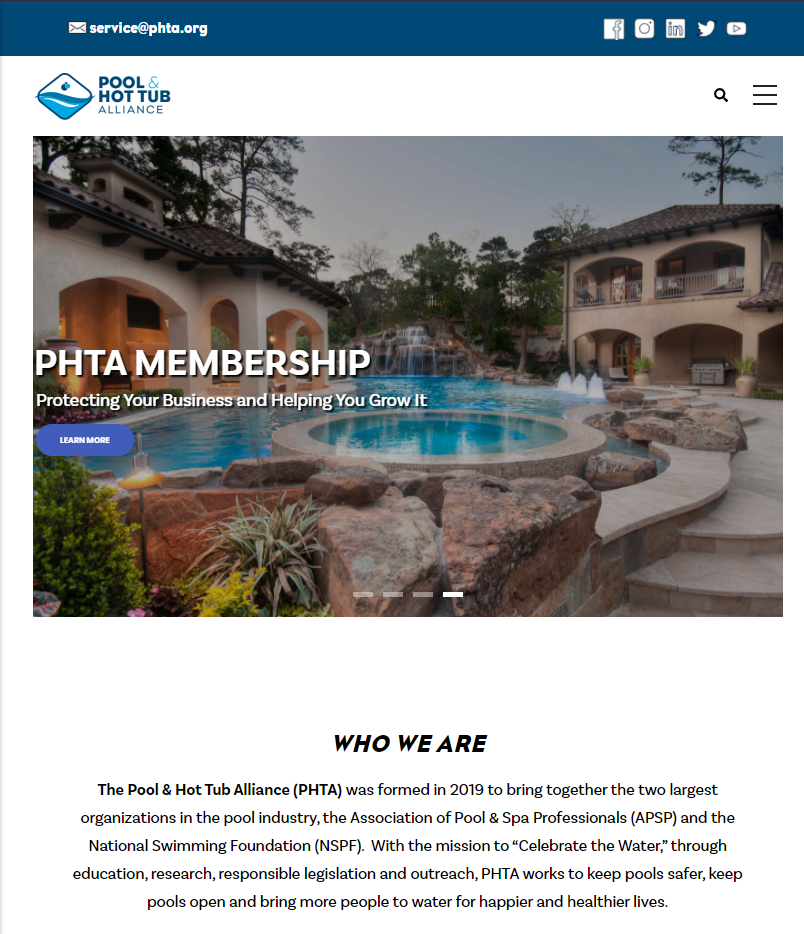 service@phta.org
POOL &
HOT TUB
ALLIANCE
PHTA MEMBERSHIP
Protecting Your Business and Helping You Grow It
LEARN MORE
WHO WE ARE
The Pool & Hot Tub Alliance (PHTA) was formed in 2019 to bring together the two largest
organizations in the pool industry, the Association of Pool & Spa Professionals (APSP) and the
National Swimming Foundation (NSPF).  With the mission to “Celebrate the Water,” through
education, research, responsible legislation and outreach, PHTA works to keep pools safer, keep
pools open and bring more people to water for happier and healthier lives.